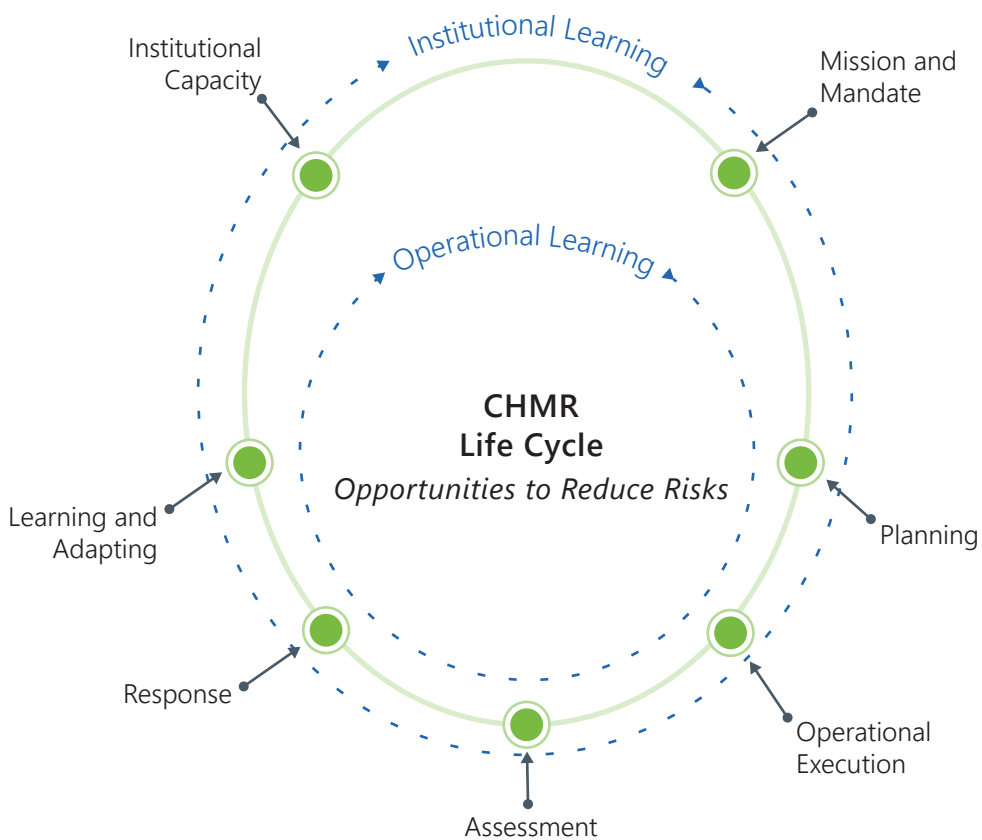 Institutional Learning
Institutional
Capacity
Mission and
Mandate
Operational Learning
CHMR
Life Cycle
Opportunities to Reduce Risks
Learning and
Adapting
Planning
Response
Operational
Execution
Assessment